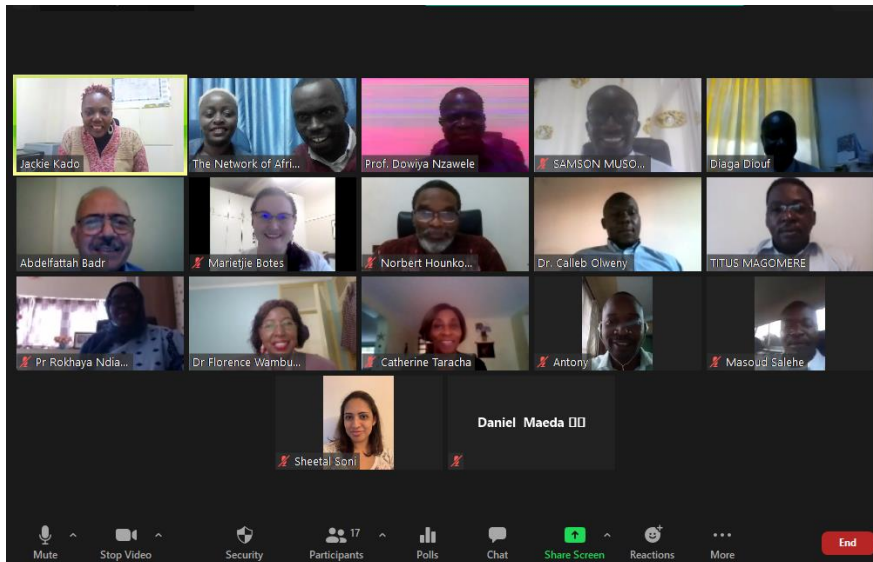 Jackie Kado
The Network of Afri...
Prof. Dowiya Nzawele
SAMSON MUSO...
Diaga Diouf
Abdelfattah Badr
Marietjie Botes
Norbert Hounko...
Dr. Calleb Olweny
TITUS MAGOMERE
Pr Rokhaya Ndia...
Dr Florence Wambu...
Catherine Taracha
Antony
Masoud Salehe
Sheetal Soni
Daniel Maeda
17
Mute
Stop Video
Security
Participants
Polls
Chat
Share Screen
Reactions
More
End